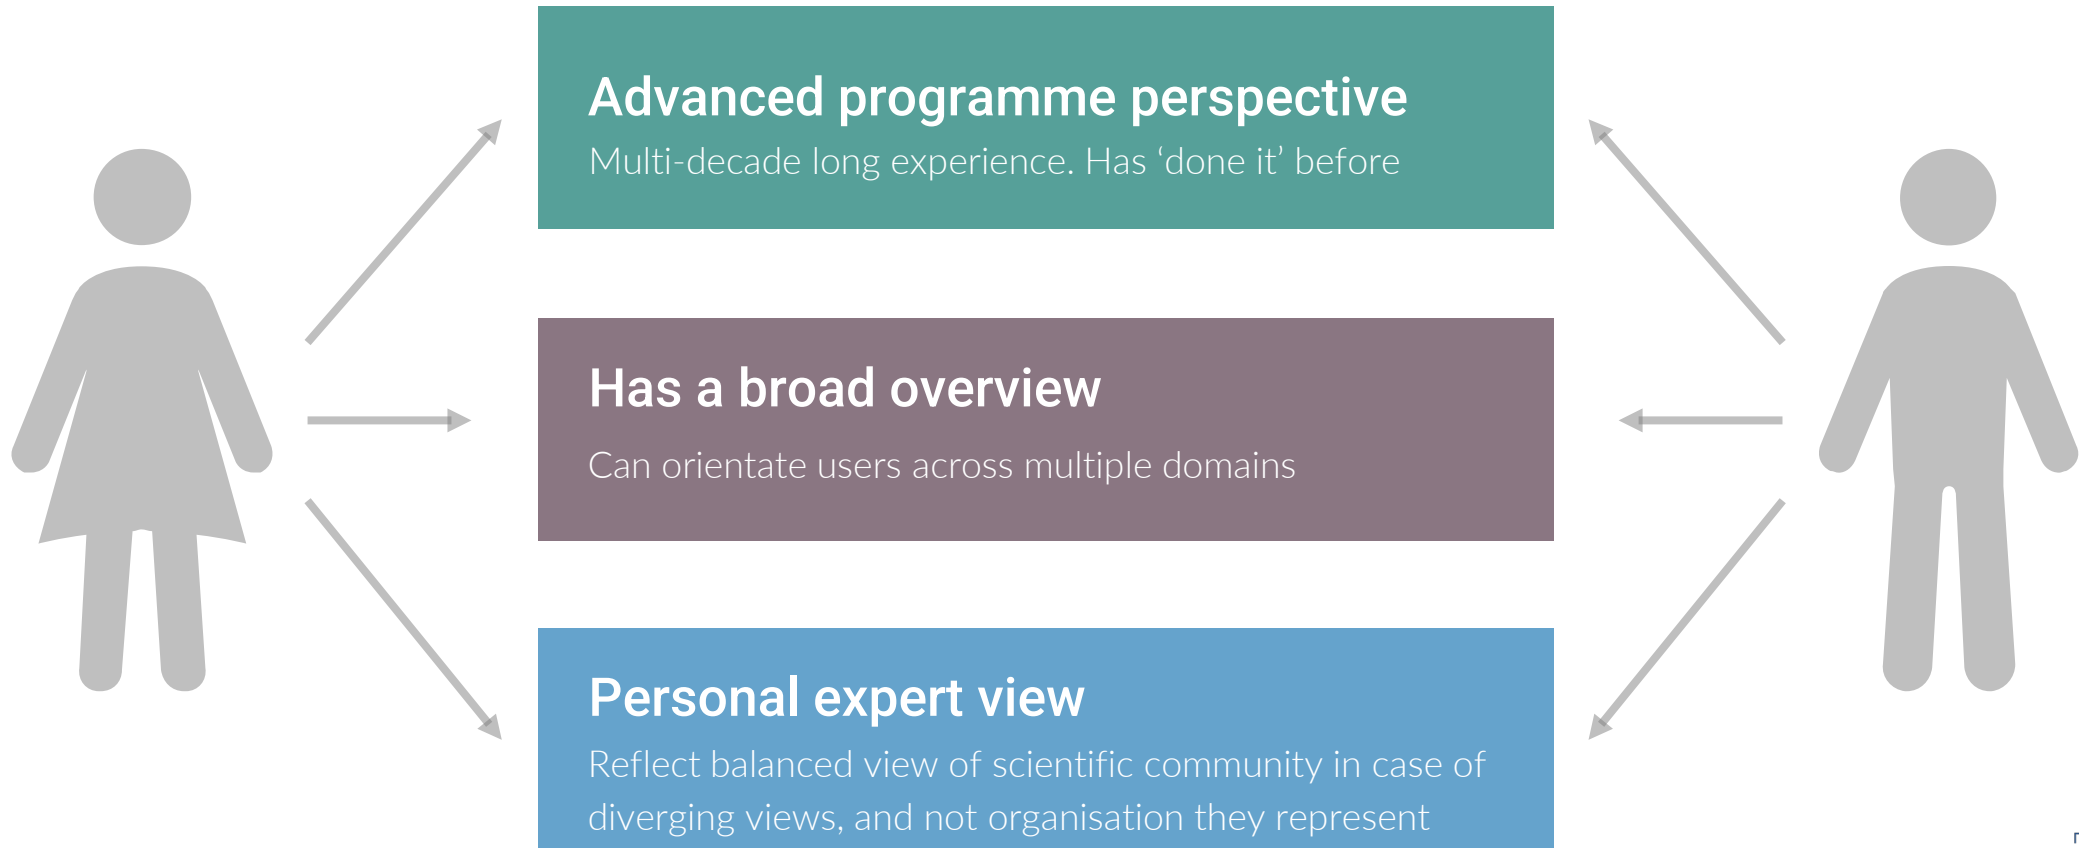 Advanced programme perspective
Multi-decade long experience. Has ‘done it’ before
Has a broad overview
Can orientate users across multiple domains
Personal expert view
Reflect balanced view of scientific community in case of
diverging views, and not organisation they represent